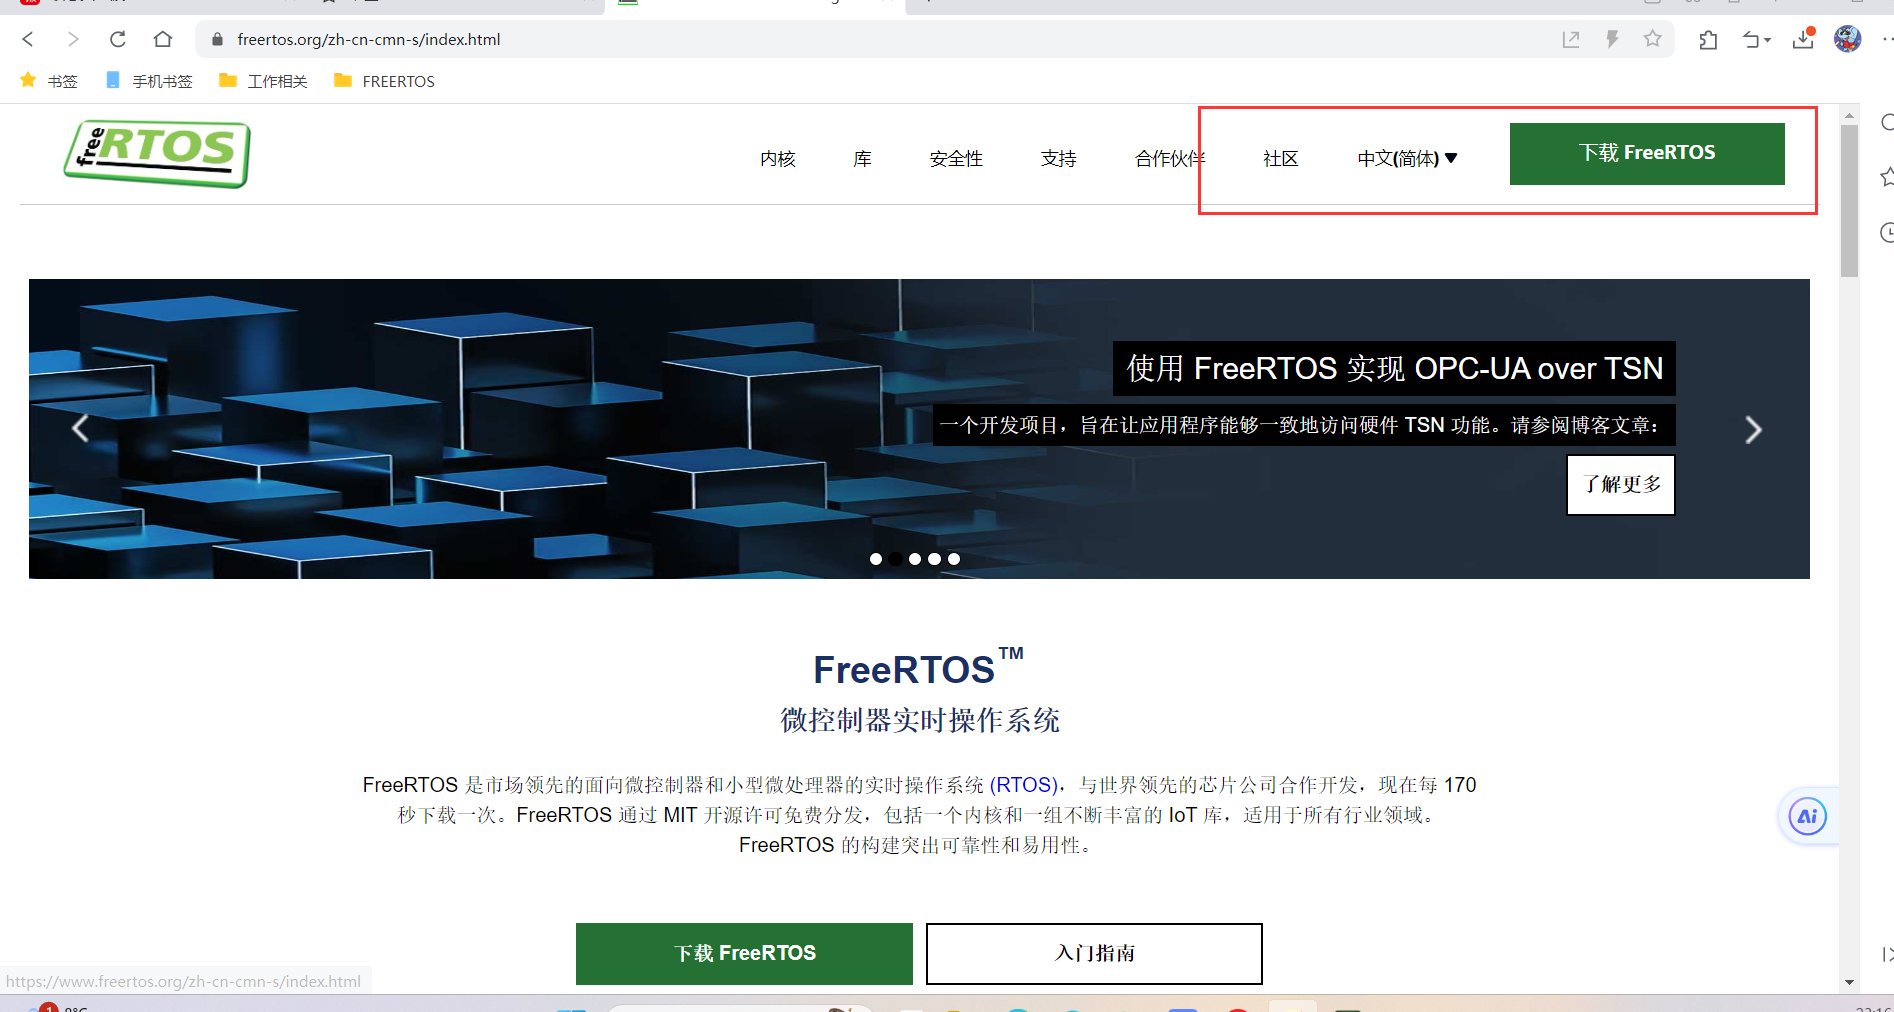 freertos.org/zh-cn-cmn-s/index.html
书签 手机书签 工作相关 FREERTOS
free RTOS
内核 库 安全性 支持 合作伙伴 社区 中文(简体) ▼ 下载 FreeRTOS
使用 FreeRTOS 实现 OPC-UA over TSN
一个开发项目，旨在让应用程序能够一致地访问硬件 TSN 功能。请参阅博客文章：
了解更多
FreeRTOS™
微控制器实时操作系统
FreeRTOS 是市场领先的面向微控制器和小型微处理器的实时操作系统 (RTOS)，与世界领先的芯片公司合作开发，现在每 170
秒下载一次。FreeRTOS 通过 MIT 开源许可免费分发，包括一个内核和一组不断丰富的 IoT 库，适用于所有行业领域。
FreeRTOS 的构建突出可靠性和易用性。
Ai
下载 FreeRTOS 入门指南
https://www.freertos.org/zh-cn-cmn-s/index.html